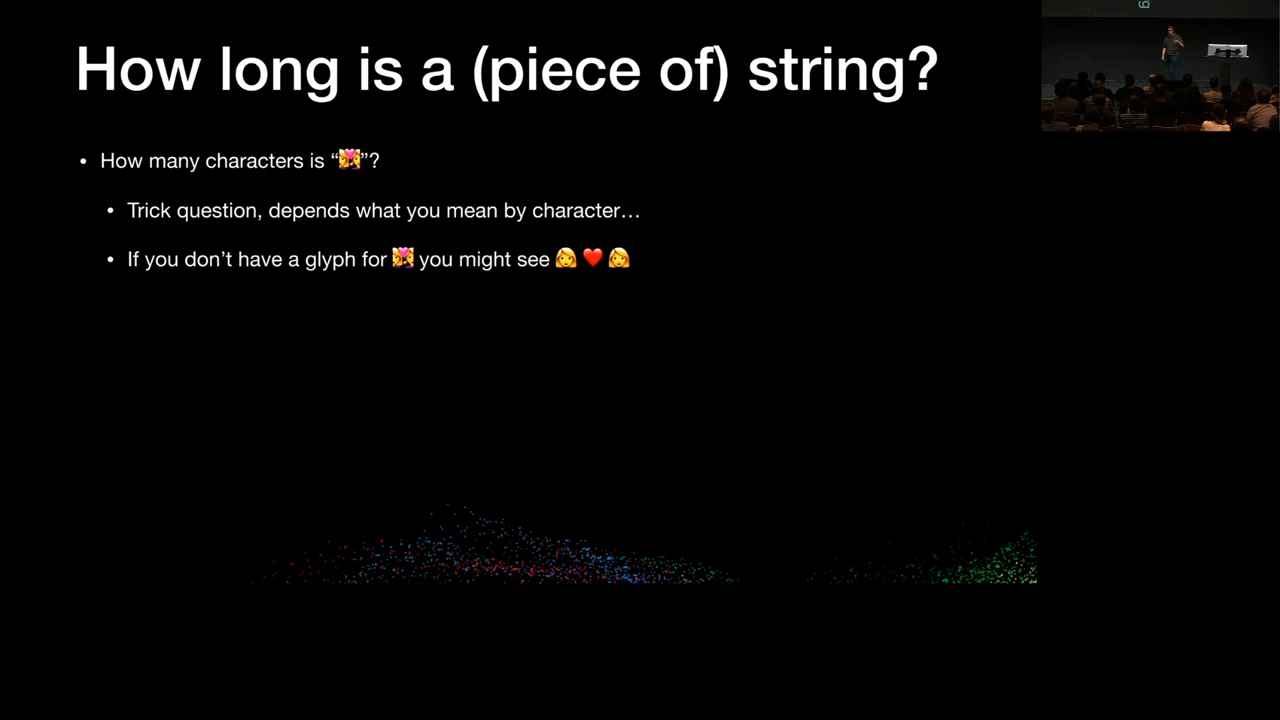 How long is a (piece of) string?
• How many characters is “👩‍❤️‍👩”?
• Trick question, depends what you mean by character…
• If you don’t have a glyph for 👩‍❤️‍👩 you might see 👩❤️👩